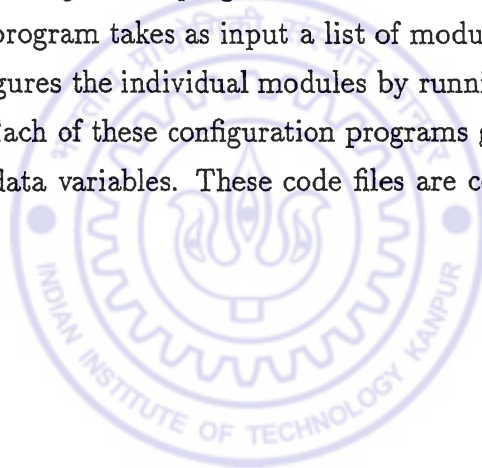 program takes as input a list of modu
gures the individual modules by runni
ach of these configuration programs g
data variables. These code files are c
INDIAN INSTITUTE OF TECHNOLOGY KANPUR